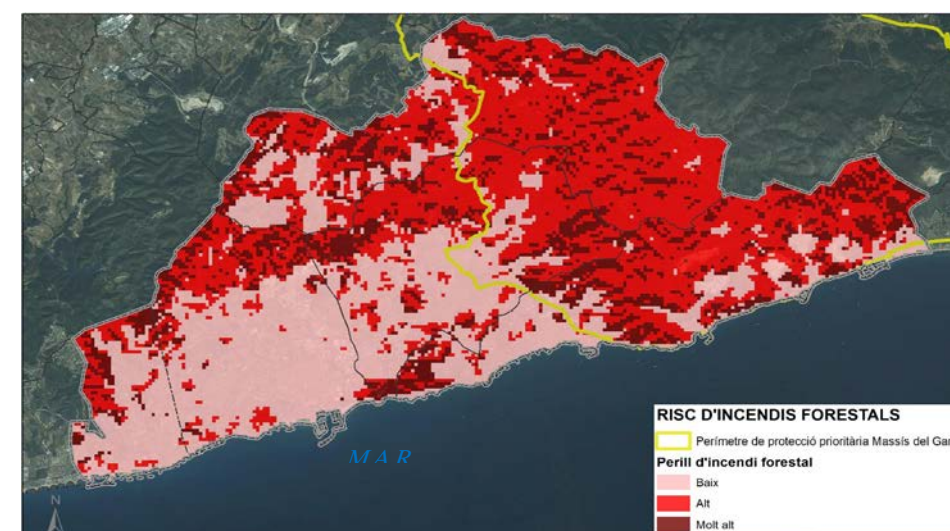 MAR
RISC D'INCENDIS FORESTALS
Perímetre de protecció prioritària Massís del Gar
Perill d'incendi forestal
Baix
Alt
Molt alt
N